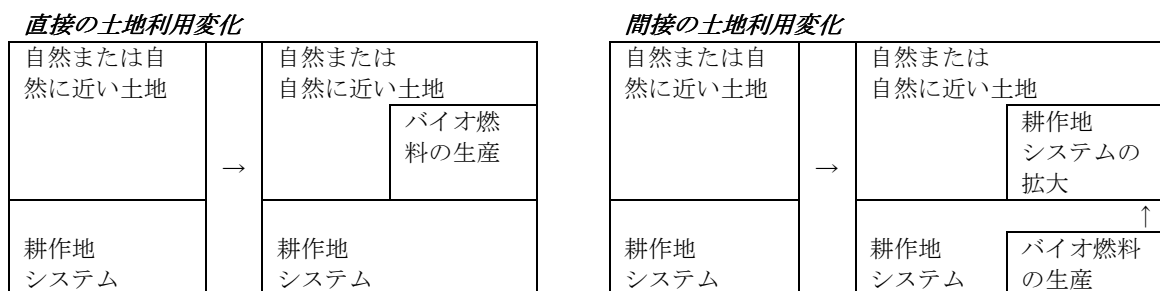 直接の土地利用変化
自然または自
然に近い土地
→
自然または
自然に近い土地
バイオ燃
料の生産
耕作地
システム
耕作地
システム
間接の土地利用変化
自然または自
然に近い土地
→
自然または
自然に近い土地
耕作地
システムの
拡大
↑
耕作地
システム
耕作地
システム
バイオ燃料
の生産